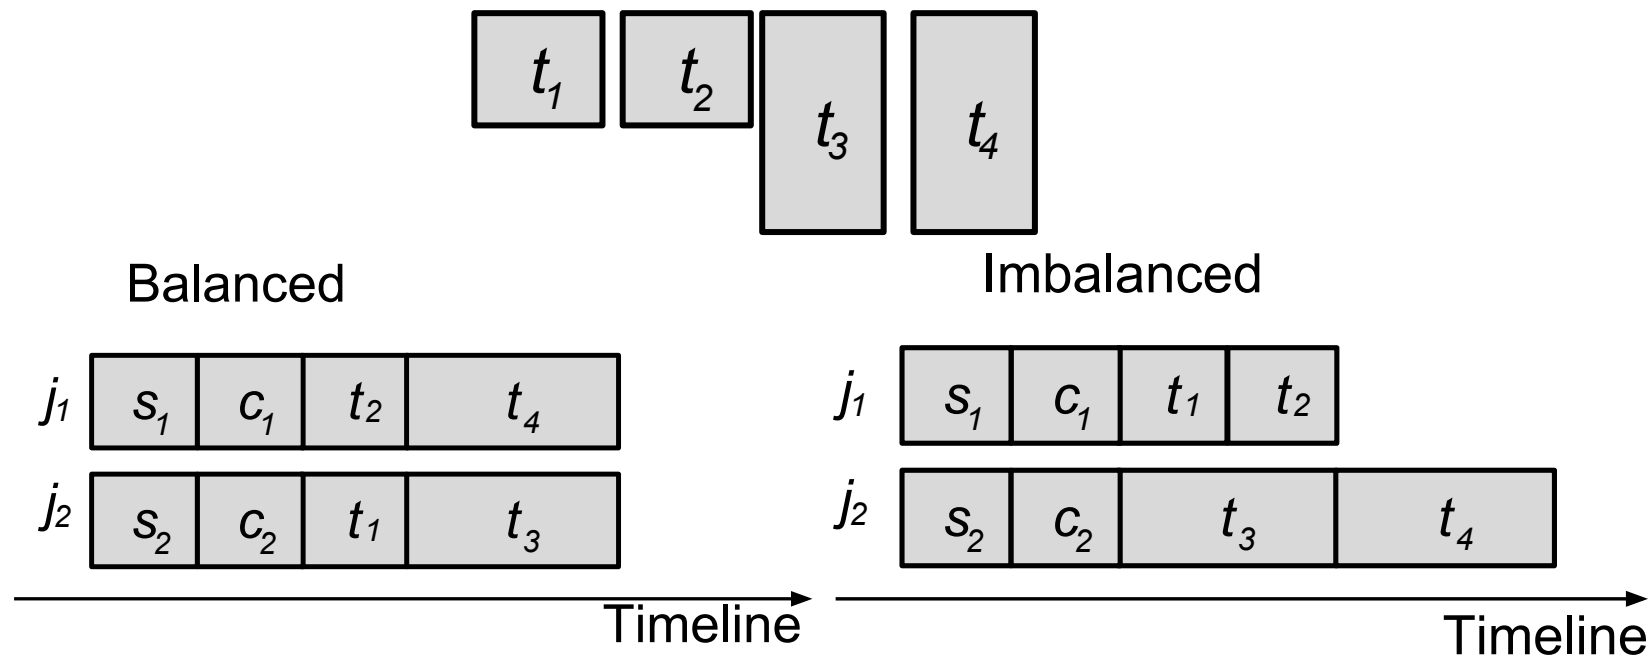 t1 t2 t3 t4
Balanced
j1 s1 c1 t2 t4
j2 s2 c2 t1 t3
Timeline
Imbalanced
j1 s1 c1 t1 t2
j2 s2 c2 t3 t4
Timeline